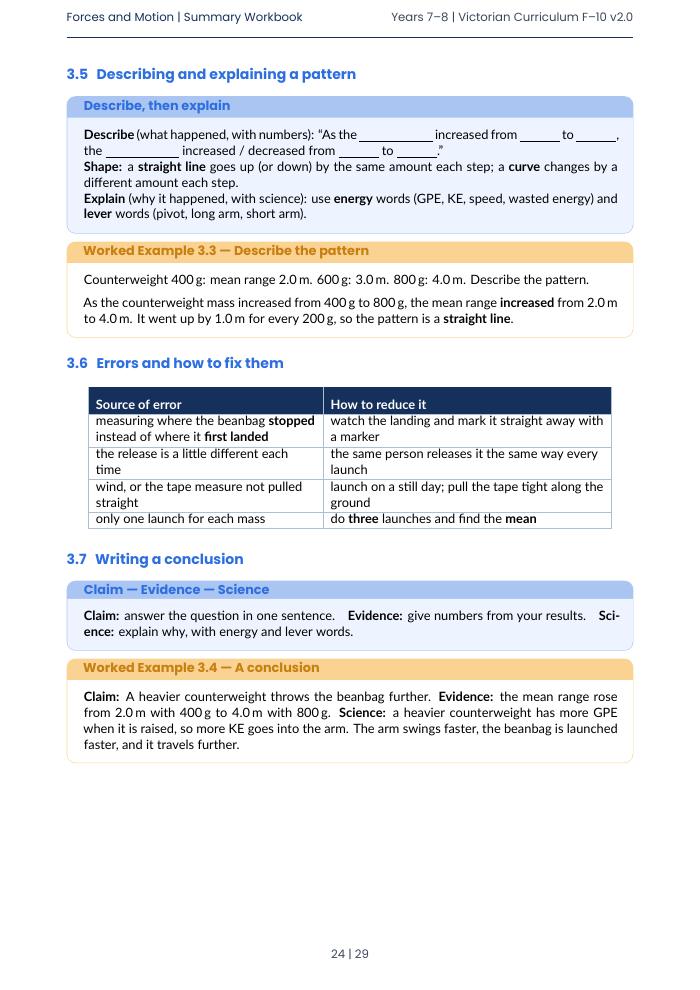 Forces and Motion | Summary Workbook Years 7–8 | Victorian Curriculum F–10 v2.0
3.5 Describing and explaining a pattern
Describe, then explain
Describe (what happened, with numbers): “As the __________ increased from _____ to _____,
the __________ increased / decreased from _____ to _____.”
Shape: a straight line goes up (or down) by the same amount each step; a curve changes by a
different amount each step.
Explain (why it happened, with science): use energy words (GPE, KE, speed, wasted energy) and
lever words (pivot, long arm, short arm).
Worked Example 3.3 — Describe the pattern
Counterweight 400 g: mean range 2.0 m. 600 g: 3.0 m. 800 g: 4.0 m. Describe the pattern.
As the counterweight mass increased from 400 g to 800 g, the mean range increased from 2.0 m
to 4.0 m. It went up by 1.0 m for every 200 g, so the pattern is a straight line.
3.6 Errors and how to fix them
Source of error How to reduce it
measuring where the beanbag stopped
instead of where it first landed
watch the landing and mark it straight away with
a marker
the release is a little different each
time
the same person releases it the same way every
launch
wind, or the tape measure not pulled
straight
launch on a still day; pull the tape tight along the
ground
only one launch for each mass
do three launches and find the mean
3.7 Writing a conclusion
Claim — Evidence — Science
Claim: answer the question in one sentence. Evidence: give numbers from your results. Sci-
ence: explain why, with energy and lever words.
Worked Example 3.4 — A conclusion
Claim: A heavier counterweight throws the beanbag further. Evidence: the mean range rose
from 2.0 m with 400 g to 4.0 m with 800 g. Science: a heavier counterweight has more GPE
when it is raised, so more KE goes into the arm. The arm swings faster, the beanbag is launched
faster, and it travels further.
24 | 29